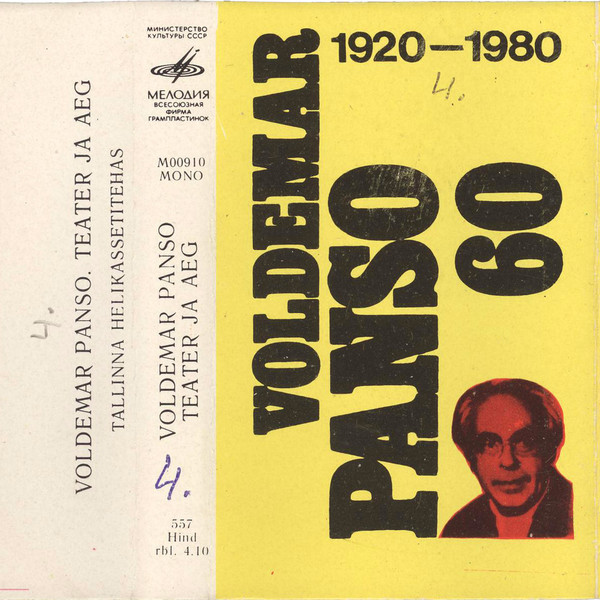 VOLDEMAR PANSO. TEATER JA AEG
TALLINNA HELIKASSETITEHAS
4.
МИНИСТЕРСТВО
КУЛЬТУРЫ СССР
МЕЛОДИЯ
ВСЕСОЮЗНАЯ
ФИРМА
ГРАМПЛАСТИНОК
M00910
MONO
VOLDEMAR PANSO
TEATER JA AEG
4.
557
Hind
rbl. 4.10
1920—1980
4.
VOLDEMAR
PANSO
60